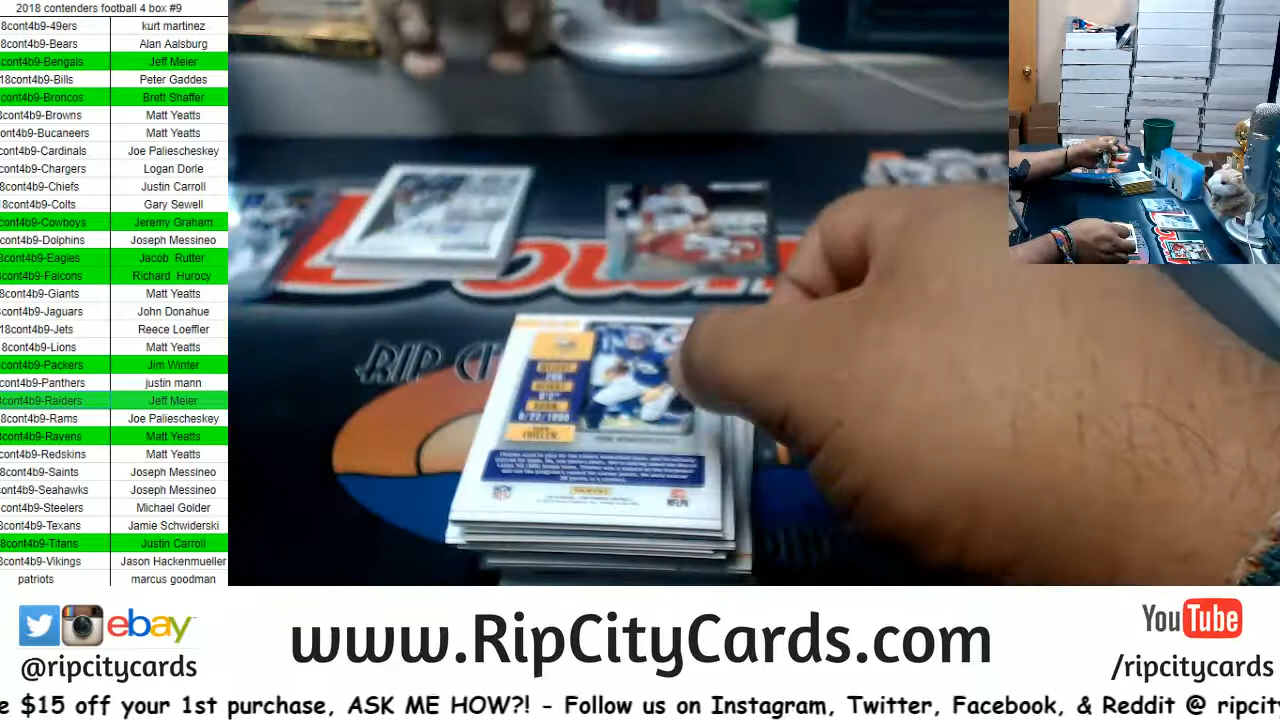 2018 contenders football 4 box #9
8cont4b9-49ers kurt martinez
8cont4b9-Bears Alan Aalsburg
cont4b9-Bengals Jeff Meier
18cont4b9-Bills Peter Gaddes
cont4b9-Broncos Brett Shaffer
8cont4b9-Browns Matt Yeatts
cont4b9-Bucaneers Matt Yeatts
cont4b9-Cardinals Joe Paliescheskey
cont4b9-Chargers Logan Dorle
8cont4b9-Chiefs Justin Carroll
18cont4b9-Colts Gary Sewell
cont4b9-Cowboys Jeremy Graham
cont4b9-Dolphins Joseph Messineo
8cont4b9-Eagles Jacob Rutter
cont4b9-Falcons Richard Hurocy
8cont4b9-Giants Matt Yeatts
cont4b9-Jaguars John Donahue
18cont4b9-Jets Reece Loeffler
8cont4b9-Lions Matt Yeatts
cont4b9-Packers Jim Winter
cont4b9-Panthers justin mann
cont4b9-Raiders Jeff Meier
8cont4b9-Rams Joe Paliescheskey
cont4b9-Ravens Matt Yeatts
cont4b9-Redskins Matt Yeatts
8cont4b9-Saints Joseph Messineo
cont4b9-Seahawks Joseph Messineo
cont4b9-Steelers Michael Golder
8cont4b9-Texans Jamie Schwiderski
8cont4b9-Titans Justin Carroll
8cont4b9-Vikings Jason Hackenmueller
patriots marcus goodman
RIP CI
ebay
@ripcitycards
www.RipCityCards.com
YouTube
/ripcitycards
e $15 off your 1st purchase, ASK ME HOW?! - Follow us on Instagram, Twitter, Facebook, & Reddit @ ripcit